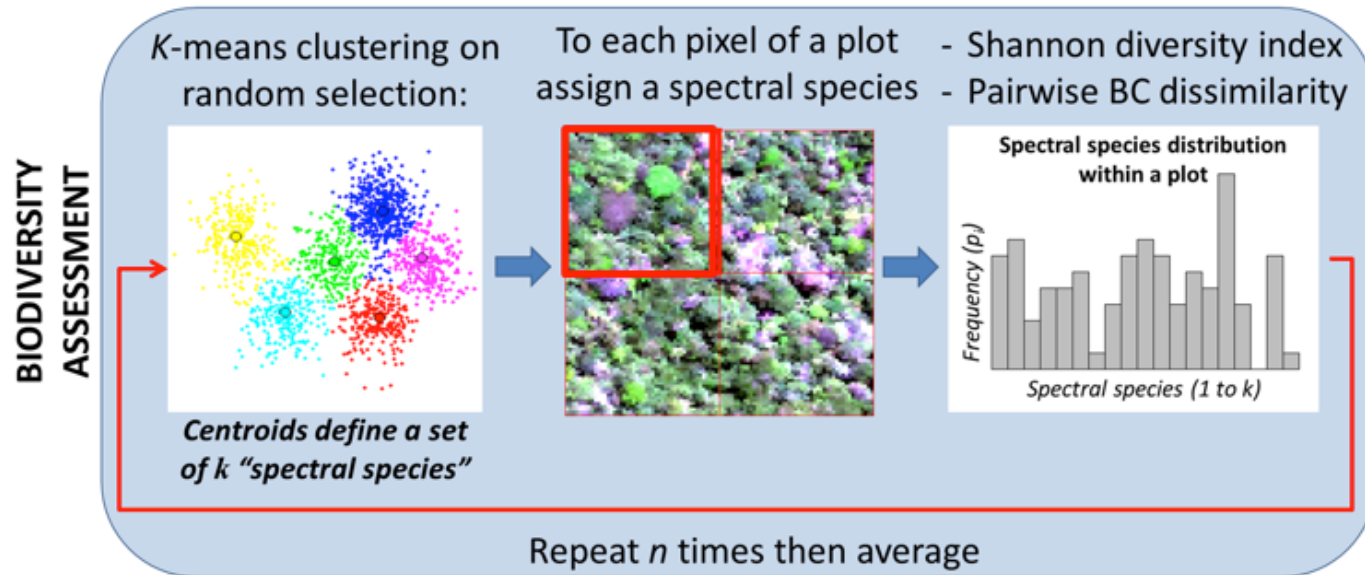 BIODIVERSITY
ASSESSMENT
K-means clustering on
random selection:
Centroids define a set
of k “spectral species”
To each pixel of a plot
assign a spectral species
- Shannon diversity index
- Pairwise BC dissimilarity
Spectral species distribution
within a plot
Frequency (pᵢ)
Spectral species (1 to k)
Repeat n times then average